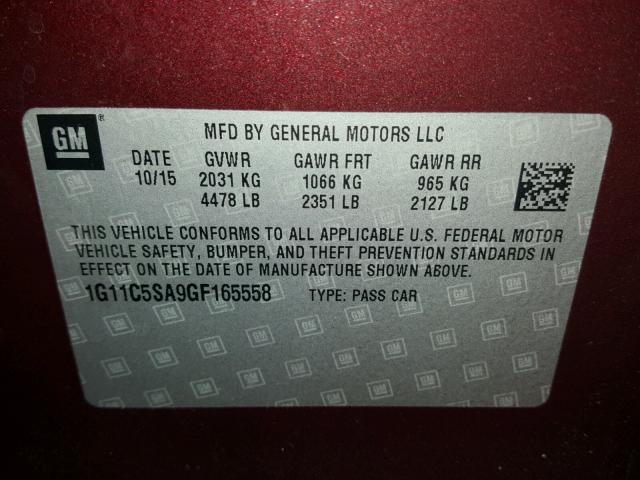 GM ® MFD BY GENERAL MOTORS LLC
DATE GVWR GAWR FRT GAWR RR
10/15 2031 KG 1066 KG 965 KG
4478 LB 2351 LB 2127 LB
THIS VEHICLE CONFORMS TO ALL APPLICABLE U.S. FEDERAL MOTOR
VEHICLE SAFETY, BUMPER, AND THEFT PREVENTION STANDARDS IN
EFFECT ON THE DATE OF MANUFACTURE SHOWN ABOVE.
1G11C5SA9GF165558 TYPE: PASS CAR